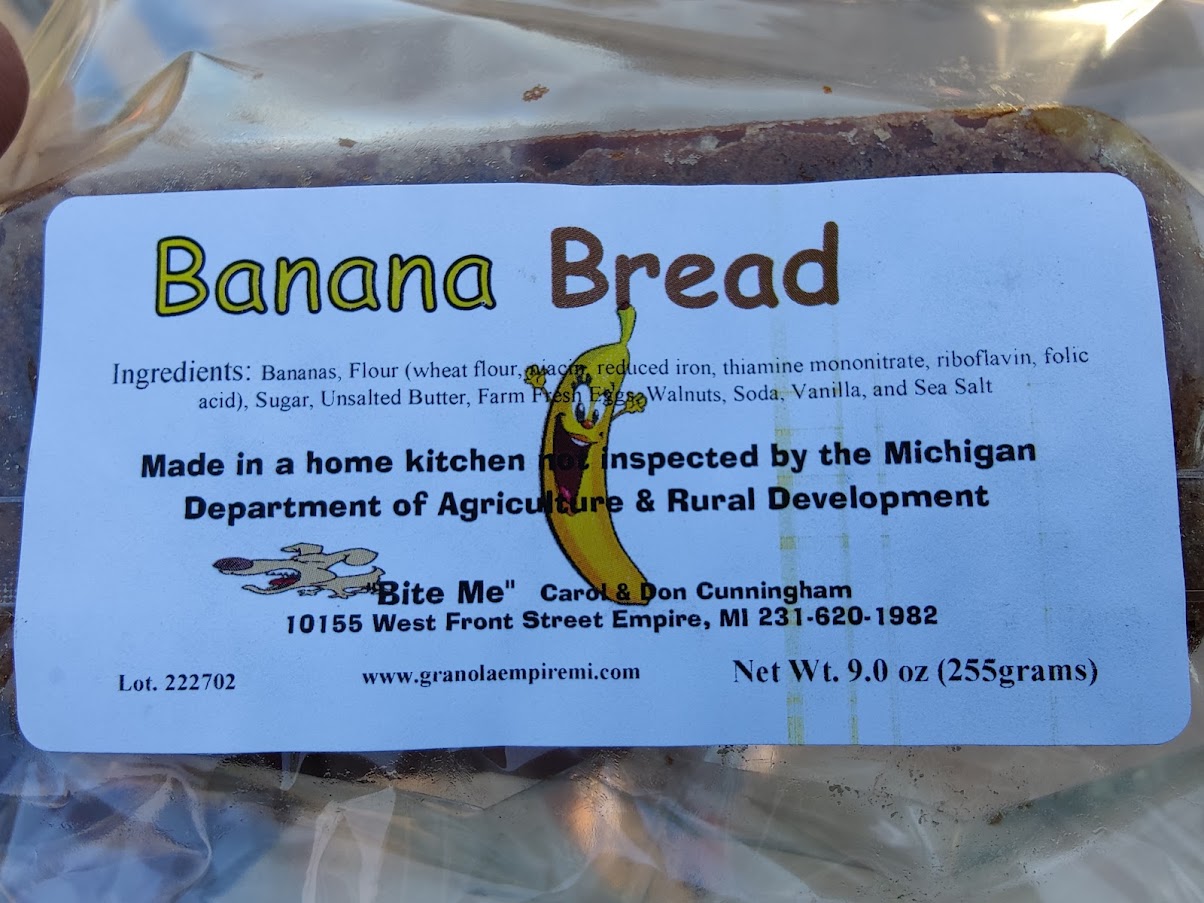 Banana Bread
Ingredients: Bananas, Flour (wheat flour, niacin, reduced iron, thiamine mononitrate, riboflavin, folic
acid), Sugar, Unsalted Butter, Farm Fresh Eggs, Walnuts, Soda, Vanilla, and Sea Salt
Made in a home kitchen not inspected by the Michigan
Department of Agriculture & Rural Development
"Bite Me" Carol & Don Cunningham
10155 West Front Street Empire, MI 231-620-1982
Lot. 222702 www.granolaempiremi.com Net Wt. 9.0 oz (255grams)